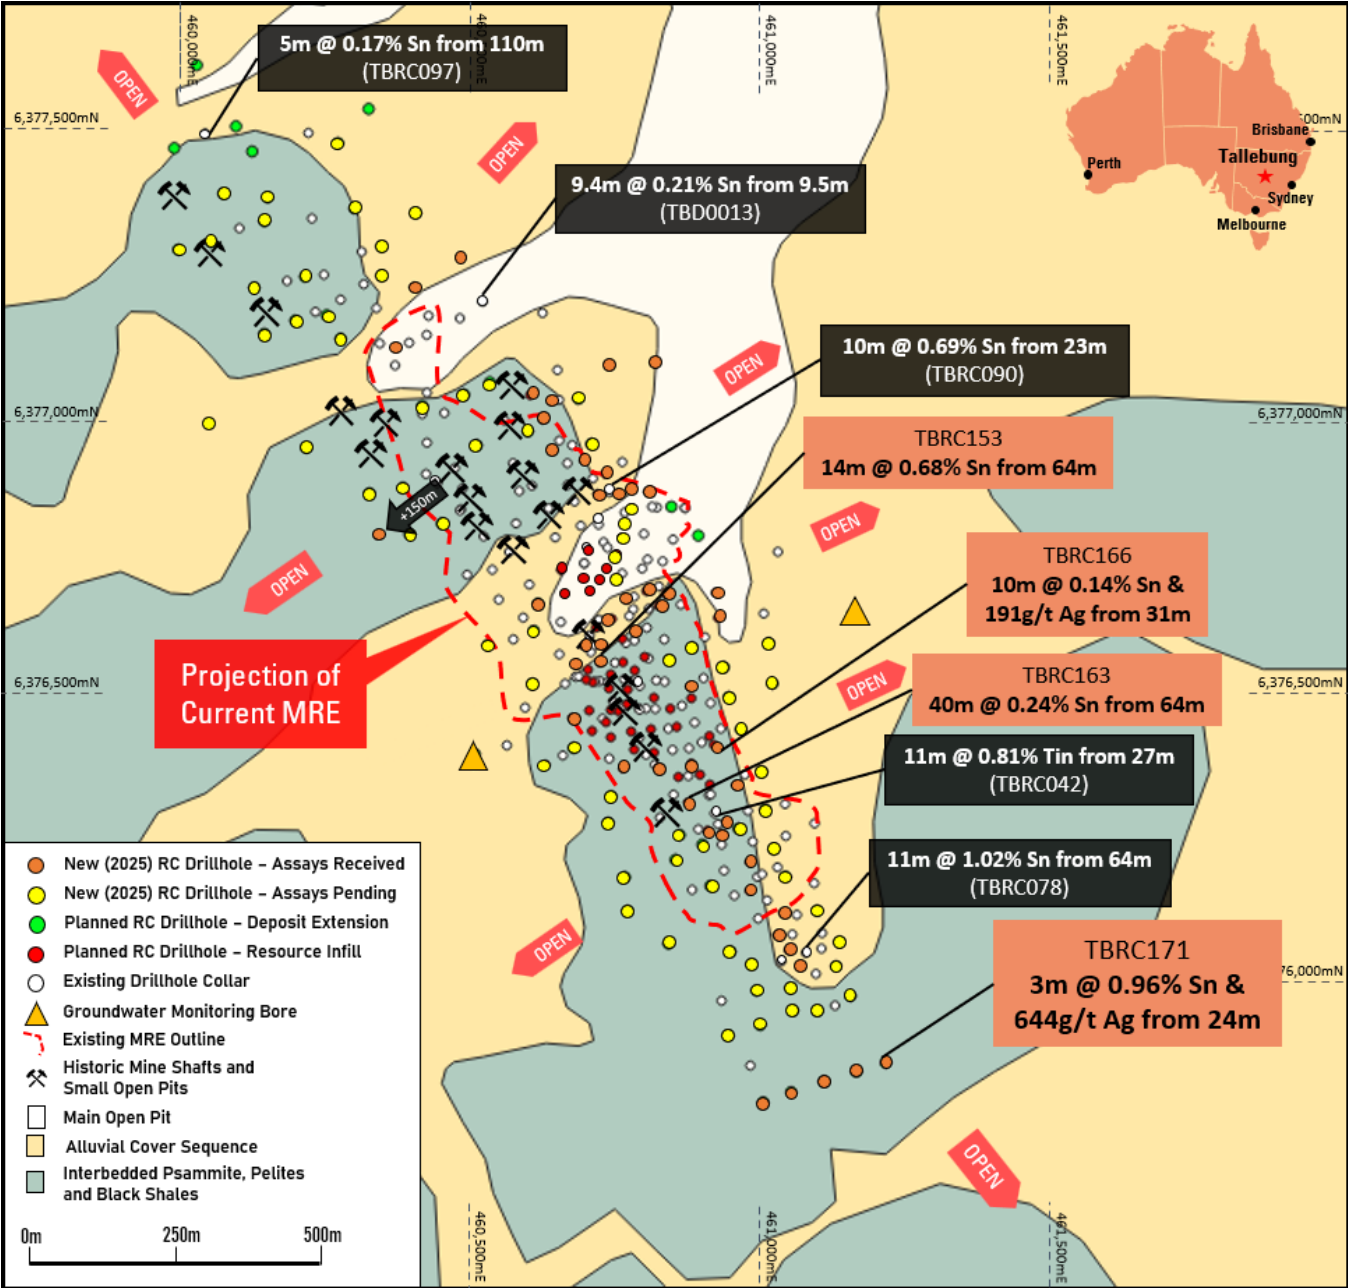 460,000mE
460,500mE
461,000mE
461,500mE
5m @ 0.17% Sn from 110m
(TBRC097)
OPEN
OPEN
6,377,500mN
500mN
Brisbane
Perth
Tallebung
Sydney
Melbourne
9.4m @ 0.21% Sn from 9.5m
(TBD0013)
10m @ 0.69% Sn from 23m
(TBRC090)
OPEN
6,377,000mN
6,377,000mN
TBRC153
14m @ 0.68% Sn from 64m
+150m
OPEN
OPEN
TBRC166
10m @ 0.14% Sn &
191g/t Ag from 31m
Projection of
Current MRE
TBRC163
40m @ 0.24% Sn from 64m
OPEN
6,376,500mN
6,376,500mN
11m @ 0.81% Tin from 27m
(TBRC042)
11m @ 1.02% Sn from 64m
(TBRC078)
OPEN
TBRC171
3m @ 0.96% Sn &
644g/t Ag from 24m
76,000mN
New (2025) RC Drillhole – Assays Received
New (2025) RC Drillhole – Assays Pending
Planned RC Drillhole – Deposit Extension
Planned RC Drillhole – Resource Infill
Existing Drillhole Collar
Groundwater Monitoring Bore
Existing MRE Outline
Historic Mine Shafts and
Small Open Pits
Main Open Pit
Alluvial Cover Sequence
Interbedded Psammite, Pelites
and Black Shales
0m
250m
500m
OPEN
460,500mE
461,000mE
461,500mE